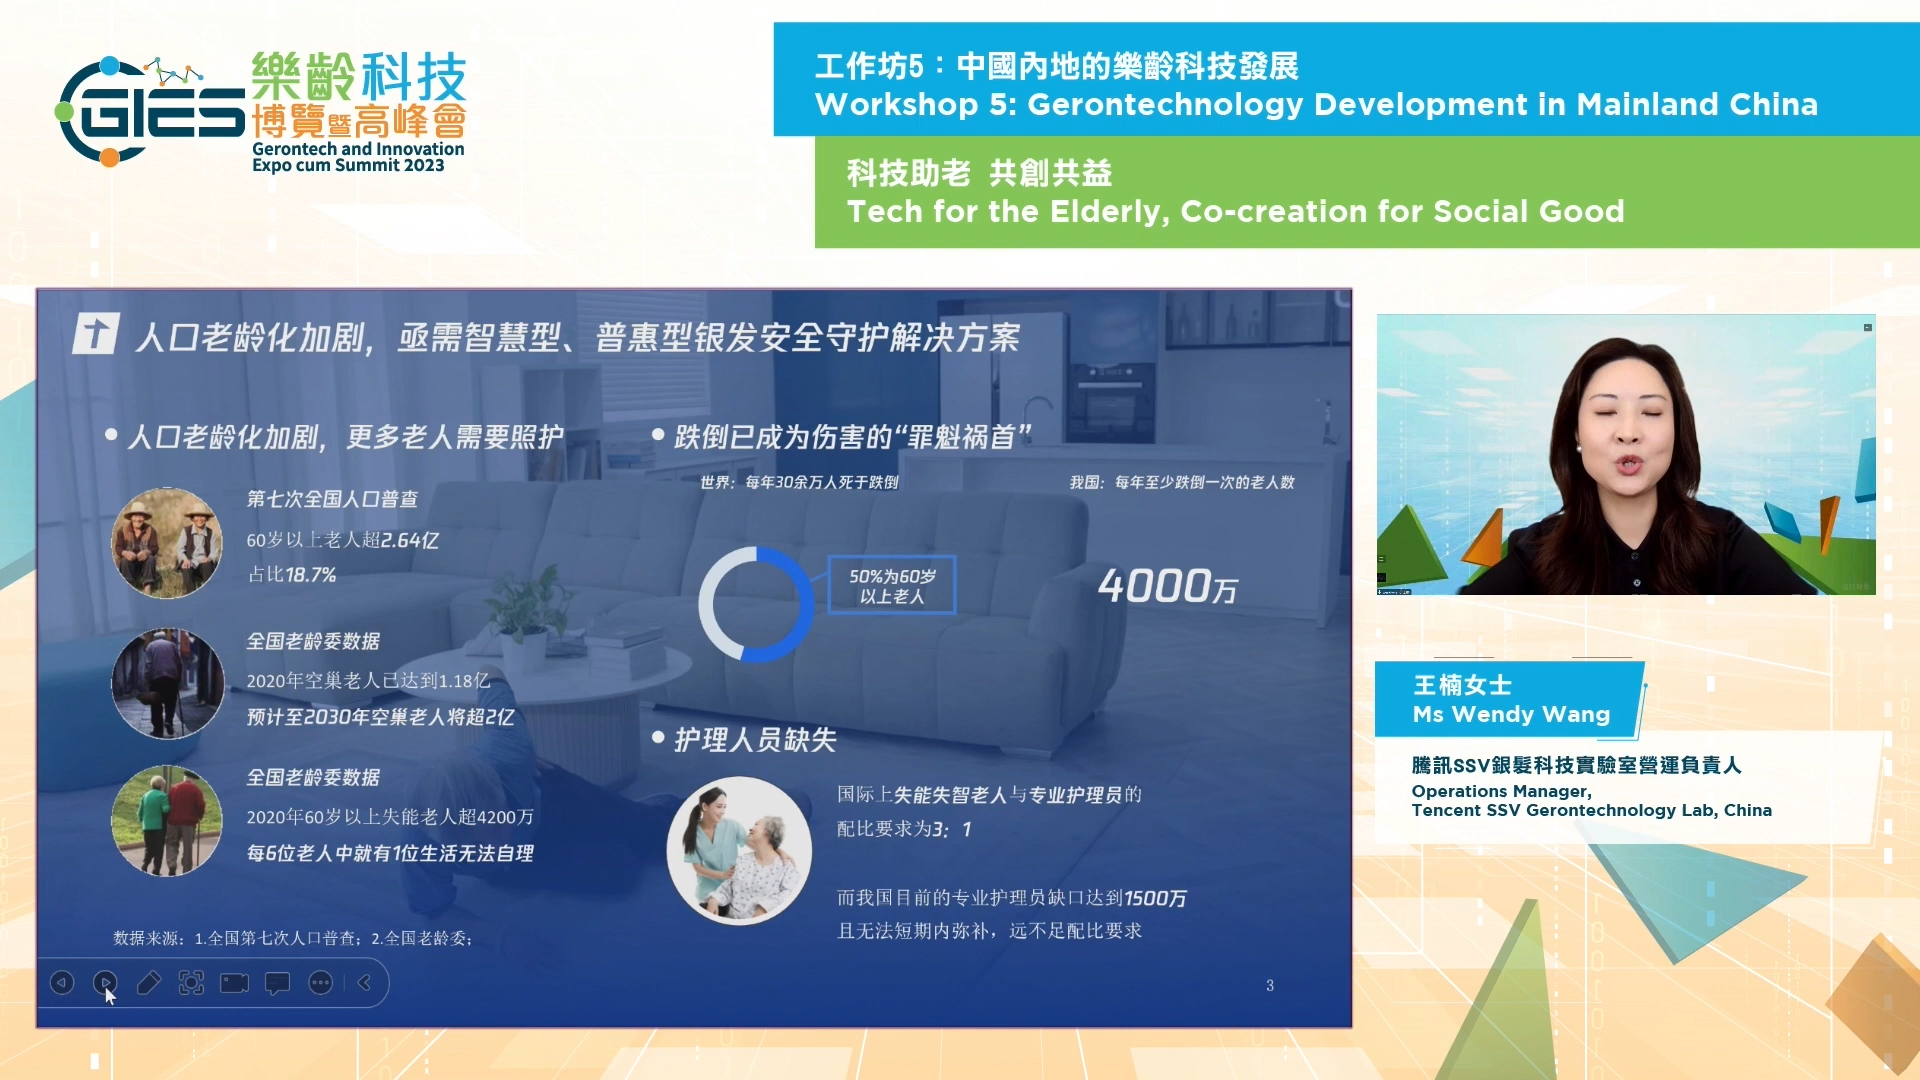 GIES
樂齡科技
博覽暨高峰會
Gerontech and Innovation
Expo cum Summit 2023
工作坊5：中國內地的樂齡科技發展
Workshop 5: Gerontechnology Development in Mainland China
科技助老 共創共益
Tech for the Elderly, Co-creation for Social Good
人口老龄化加剧，亟需智慧型、普惠型银发安全守护解决方案
人口老龄化加剧，更多老人需要照护
第七次全国人口普查
60岁以上老人超2.64亿
占比18.7%
全国老龄委数据
2020年空巢老人已达到1.18亿
预计至2030年空巢老人将超2亿
全国老龄委数据
2020年60岁以上失能老人超4200万
每6位老人中就有1位生活无法自理
数据来源：1.全国第七次人口普查；2.全国老龄委；
跌倒已成为伤害的“罪魁祸首”
世界：每年30余万人死于跌倒
我国：每年至少跌倒一次的老人数
50%为60岁
以上老人
4000万
护理人员缺失
国际上失能失智老人与专业护理员的
配比要求为3：1
而我国目前的专业护理员缺口达到1500万
且无法短期内弥补，远不足配比要求
3
王楠女士
Ms Wendy Wang
騰訊SSV銀髮科技實驗室營運負責人
Operations Manager,
Tencent SSV Gerontechnology Lab, China